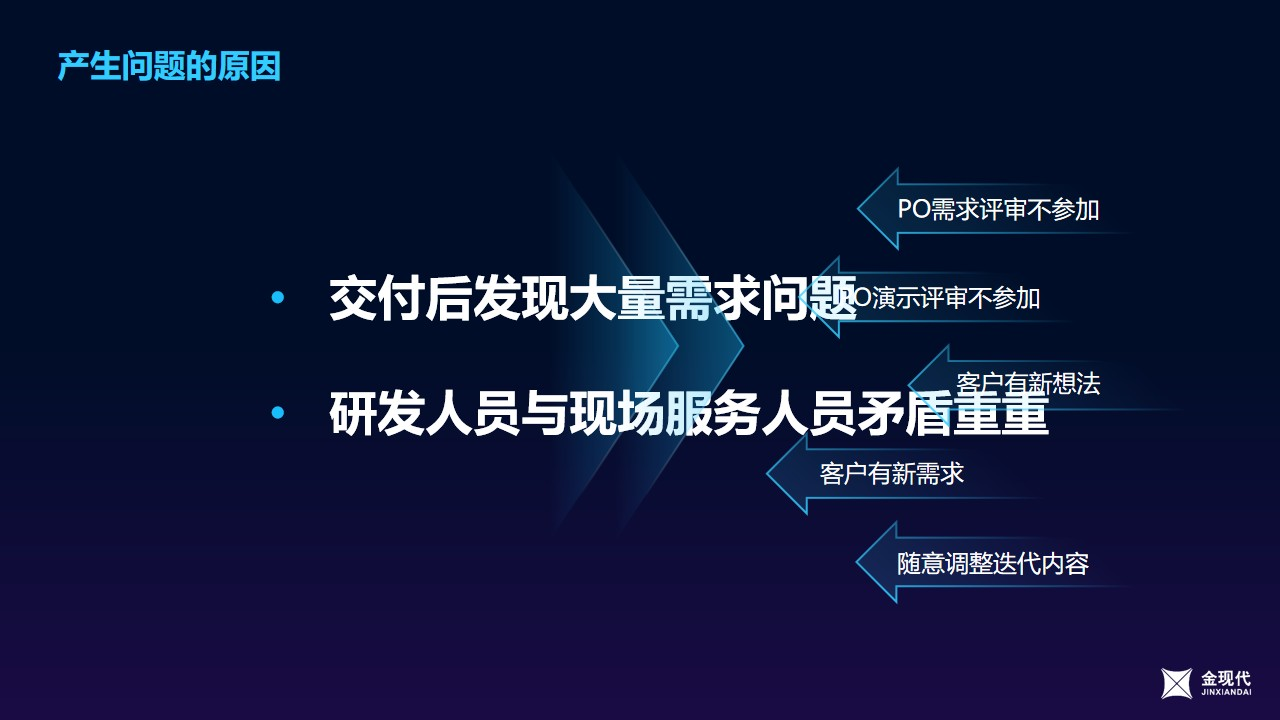 产生问题的原因
PO需求评审不参加
交付后发现大量需求问题
PO演示评审不参加
客户有新想法
研发人员与现场服务人员矛盾重重
客户有新需求
随意调整迭代内容
金现代
JINXIANDAI